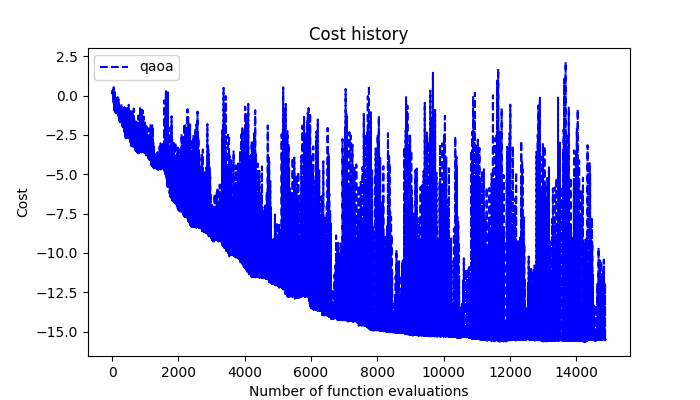 Cost history
qaoa
2.5
0.0
−2.5
−5.0
−7.5
−10.0
−12.5
−15.0
Cost
0 2000 4000 6000 8000 10000 12000 14000
Number of function evaluations